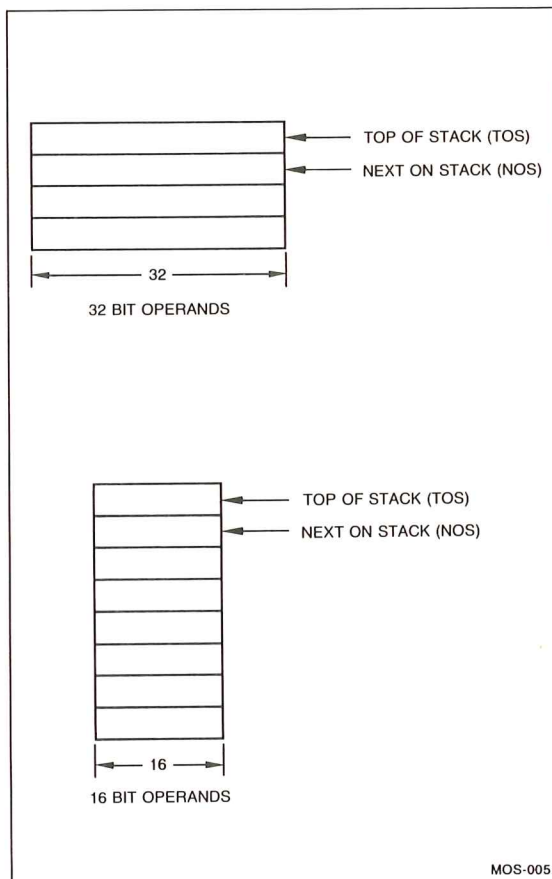 TOP OF STACK (TOS)
NEXT ON STACK (NOS)
32
32 BIT OPERANDS
TOP OF STACK (TOS)
NEXT ON STACK (NOS)
16
16 BIT OPERANDS
MOS-005